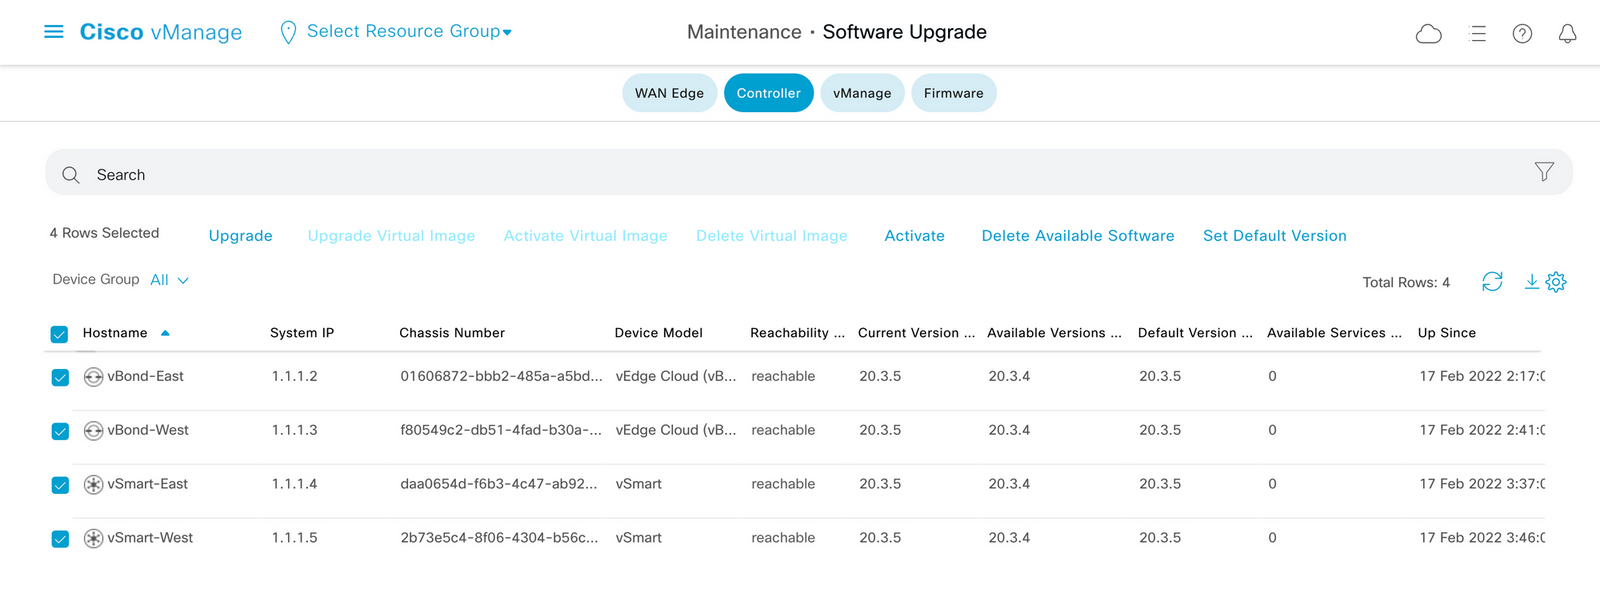 Cisco vManage Select Resource Group Maintenance · Software Upgrade
WAN Edge Controller vManage Firmware
Search
4 Rows Selected Upgrade Upgrade Virtual Image Activate Virtual Image Delete Virtual Image Activate Delete Available Software Set Default Version
Device Group All Total Rows: 4
Hostname System IP Chassis Number Device Model Reachability ... Current Version ... Available Versions ... Default Version ... Available Services ... Up Since
vBond-East 1.1.1.2 01606872-bbb2-485a-a5bd... vEdge Cloud (vB... reachable 20.3.5 20.3.4 20.3.5 0 17 Feb 2022 2:17:0
vBond-West 1.1.1.3 f80549c2-db51-4fad-b30a-... vEdge Cloud (vB... reachable 20.3.5 20.3.4 20.3.5 0 17 Feb 2022 2:41:0
vSmart-East 1.1.1.4 daa0654d-f6b3-4c47-ab92... vSmart reachable 20.3.5 20.3.4 20.3.5 0 17 Feb 2022 3:37:0
vSmart-West 1.1.1.5 2b73e5c4-8f06-4304-b56c... vSmart reachable 20.3.5 20.3.4 20.3.5 0 17 Feb 2022 3:46:0